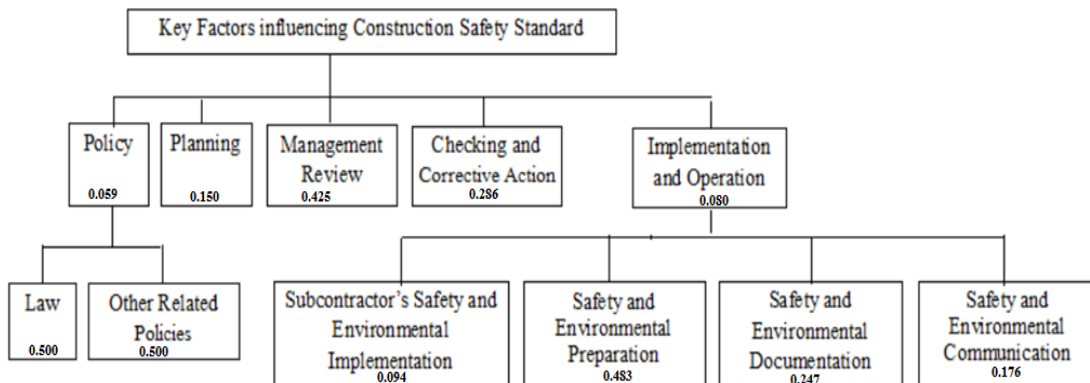 Key Factors influencing Construction Safety Standard
Policy
0.059
Planning
0.150
Management
Review
0.425
Checking and
Corrective Action
0.286
Implementation
and Operation
0.080
Law
0.500
Other Related
Policies
0.500
Subcontractor's Safety and
Environmental
Implementation
0.094
Safety and
Environmental
Preparation
0.483
Safety and
Environmental
Documentation
0.247
Safety and
Environmental
Communication
0.176